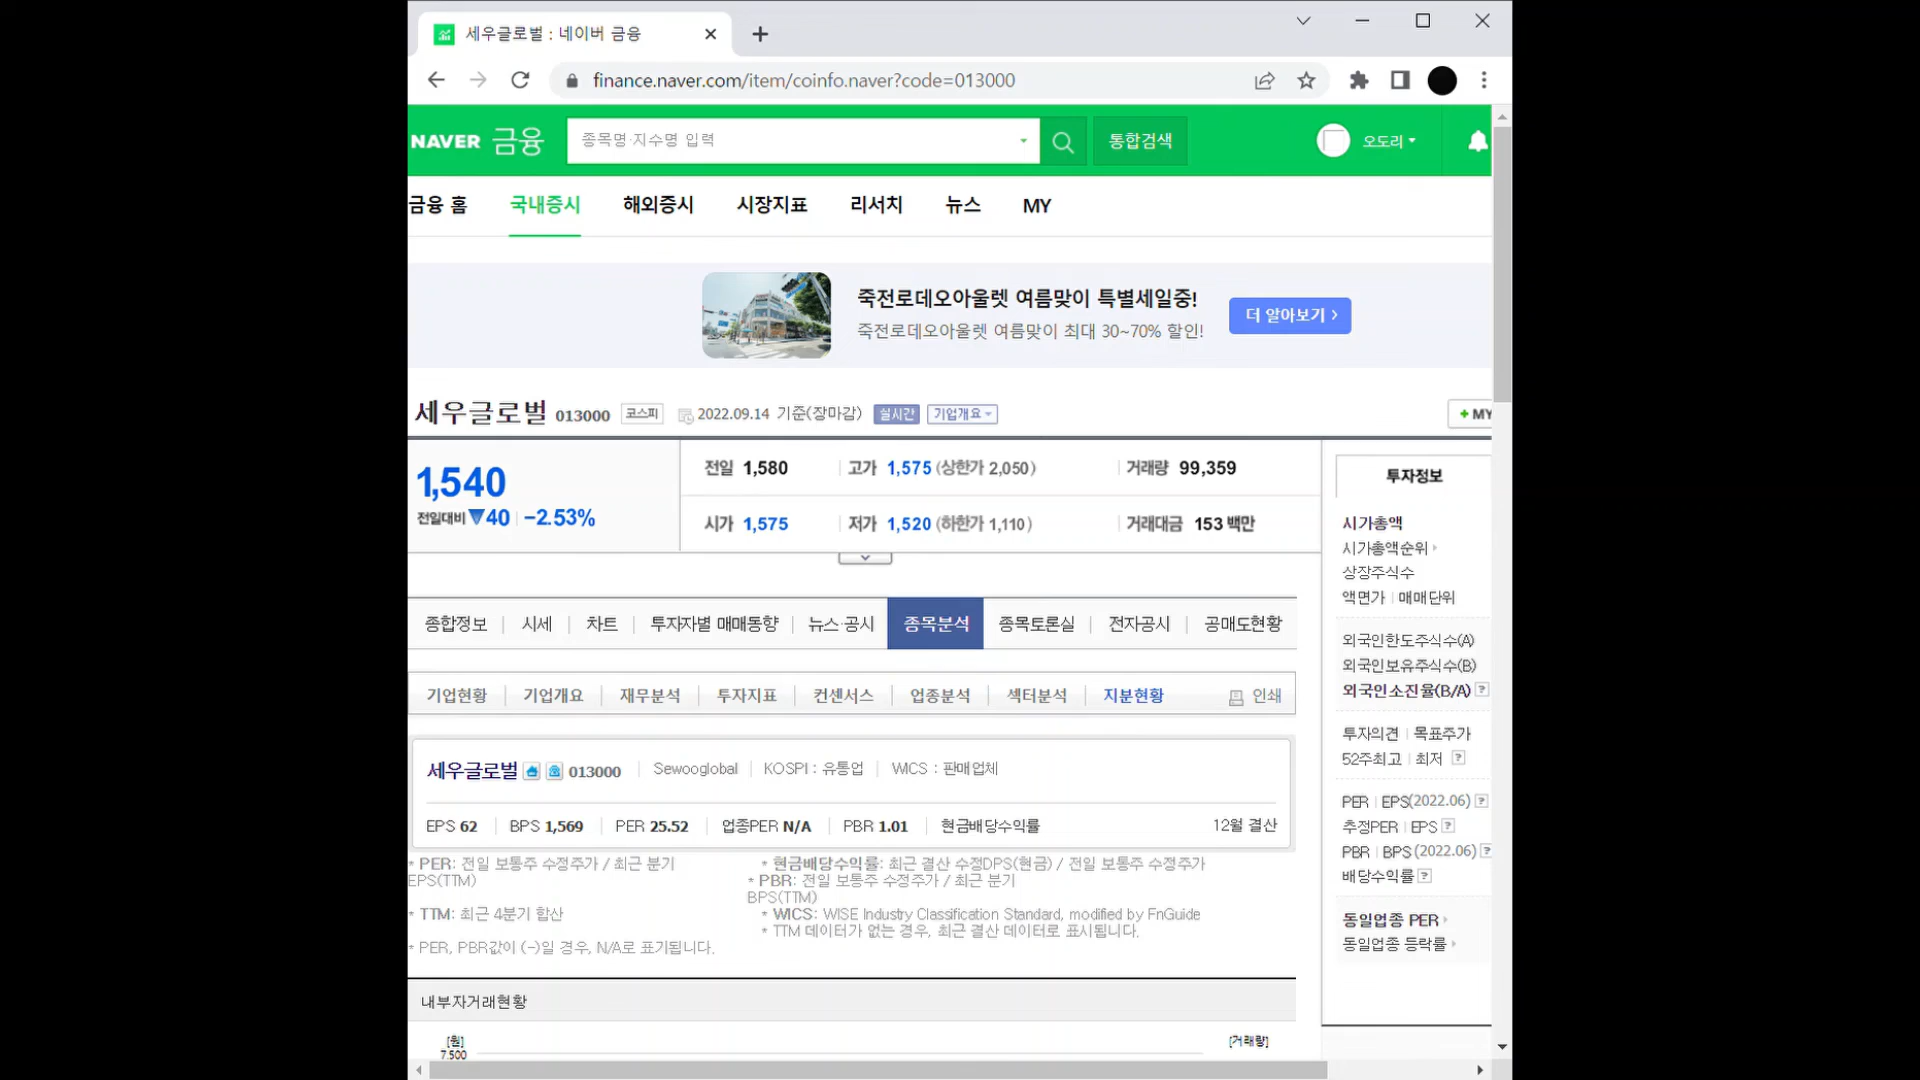 세우글로벌 : 네이버 금융
finance.naver.com/item/coinfo.naver?code=013000
NAVER 금융
종목명·지수명 입력
통합검색
오도리
금융 홈 국내증시 해외증시 시장지표 리서치 뉴스 MY
죽전로데오아울렛 여름맞이 특별세일중!
죽전로데오아울렛 여름맞이 최대 30~70% 할인!
더 알아보기 >
세우글로벌 013000 코스피 2022.09.14 기준(장마감) 실시간 기업개요
+ MY
1,540
전일대비 ▼40 -2.53%
전일 1,580 고가 1,575 (상한가 2,050) 거래량 99,359
시가 1,575 저가 1,520 (하한가 1,110) 거래대금 153 백만
종합정보 시세 차트 투자자별 매매동향 뉴스·공시 종목분석 종목토론실 전자공시 공매도현황
기업현황 기업개요 재무분석 투자지표 컨센서스 업종분석 섹터분석 지분현황 인쇄
세우글로벌 013000 Sewooglobal KOSPI : 유통업 WICS : 판매업체
EPS 62 BPS 1,569 PER 25.52 업종PER N/A PBR 1.01 현금배당수익률 12월 결산
* PER: 전일 보통주 수정주가 / 최근 분기
EPS(TTM)
* TTM: 최근 4분기 합산
* PER, PBR값이 (-)일 경우, N/A로 표기됩니다.
* 현금배당수익률: 최근 결산 수정DPS(현금) / 전일 보통주 수정주가
* PBR: 전일 보통주 수정주가 / 최근 분기
BPS(TTM)
* WICS: WISE Industry Classification Standard, modified by FnGuide
* TTM 데이터가 없는 경우, 최근 결산 데이터로 표시됩니다.
내부자거래현황
[원]
7,500
[거래량]
투자정보
시가총액
시가총액순위
상장주식수
액면가 매매단위
외국인한도주식수(A)
외국인보유주식수(B)
외국인소진율(B/A) ?
투자의견 목표주가
52주최고 최저 ?
PER EPS(2022.06) ?
추정PER EPS ?
PBR BPS(2022.06) ?
배당수익률 ?
동일업종 PER
동일업종 등락률